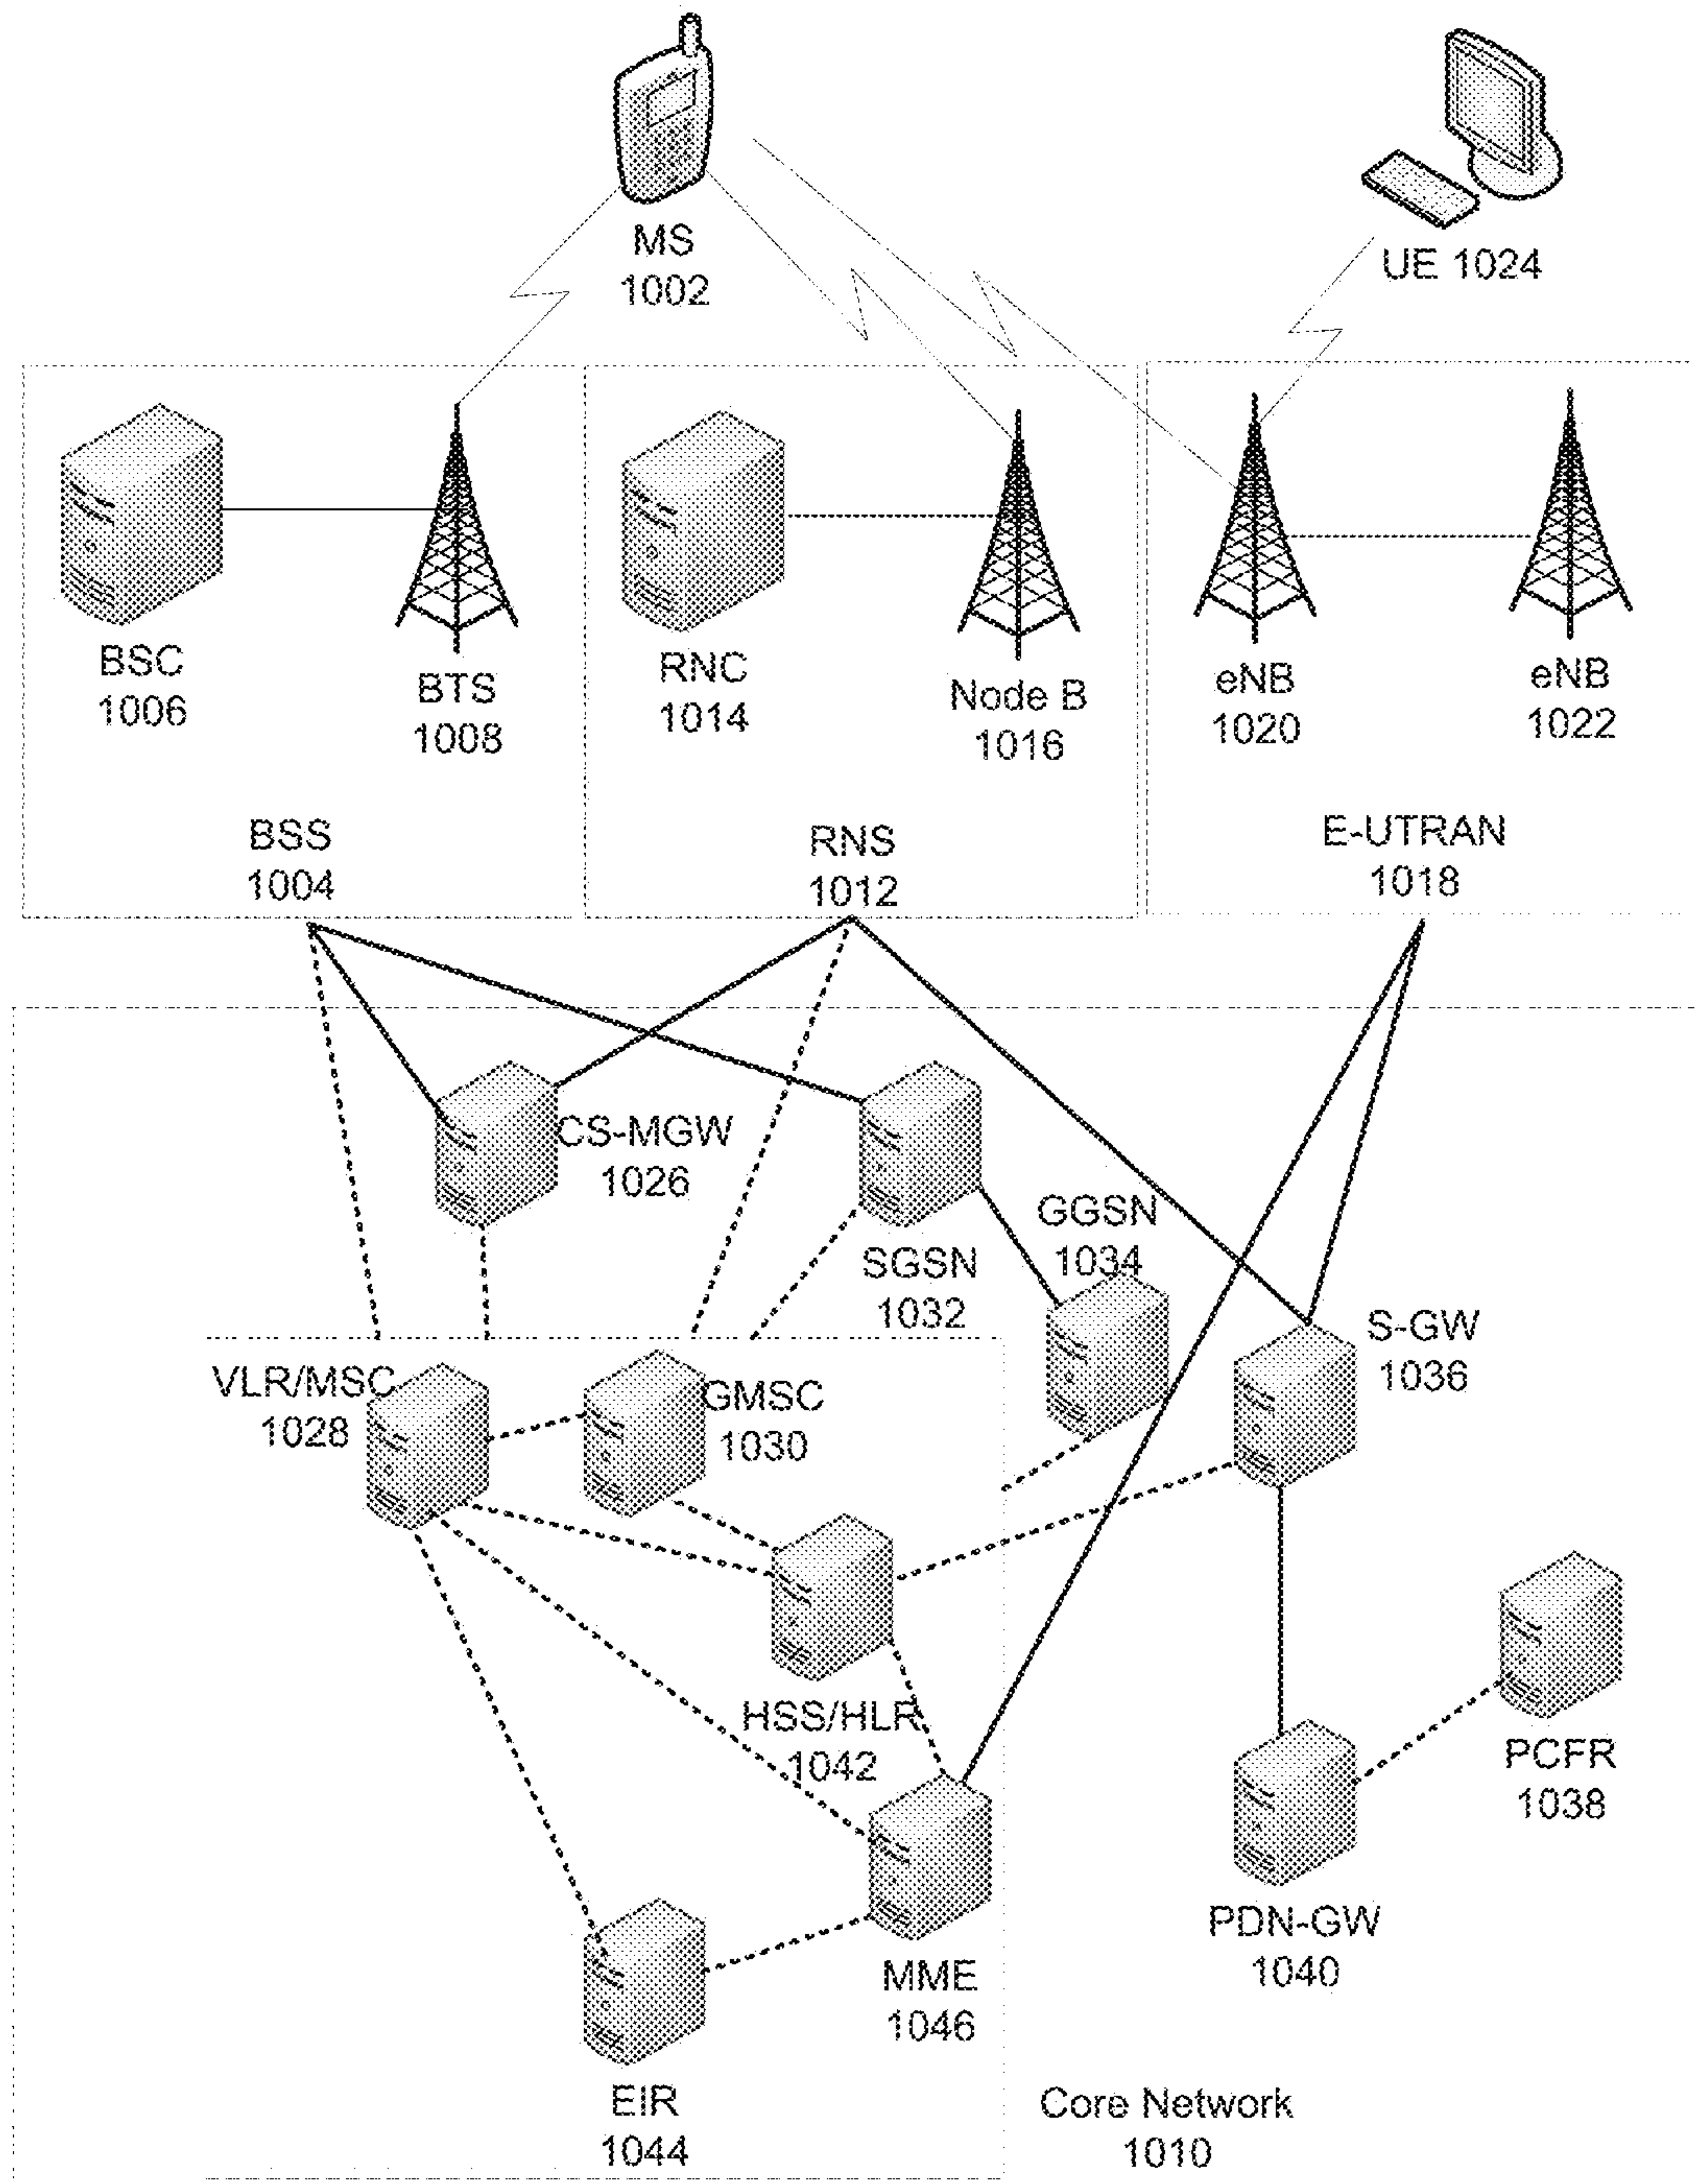 MS
1002
UE 1024
BSC
1006
BTS
1008
RNC
1014
Node B
1016
eNB
1020
eNB
1022
BSS
1004
RNS
1012
E-UTRAN
1018
CS-MGW
1026
SGSN
1032
GGSN
1034
S-GW
1036
VLR/MSC
1028
GMSC
1030
HSS/HLR
1042
PCFR
1038
PDN-GW
1040
MME
1046
EIR
1044
Core Network
1010